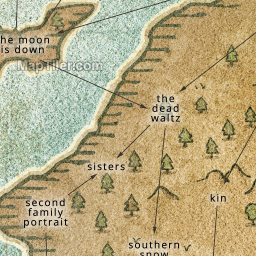 the moon
is down
MapTiler.com
the
dead
waltz
sisters
second
family
portrait
kin
southern
snow